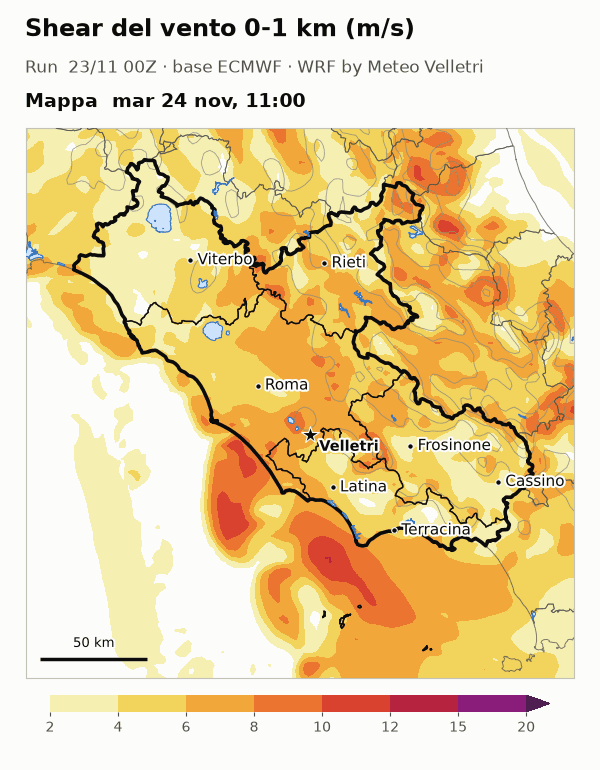 Shear del vento 0-1 km (m/s)
Run  23/11 00Z · base ECMWF · WRF by Meteo Velletri
Mappa  mar 24 nov, 11:00
Viterbo
Rieti
Roma
Velletri
Frosinone
Cassino
Latina
Terracina
50 km
2 4 6 8 10 12 15 20